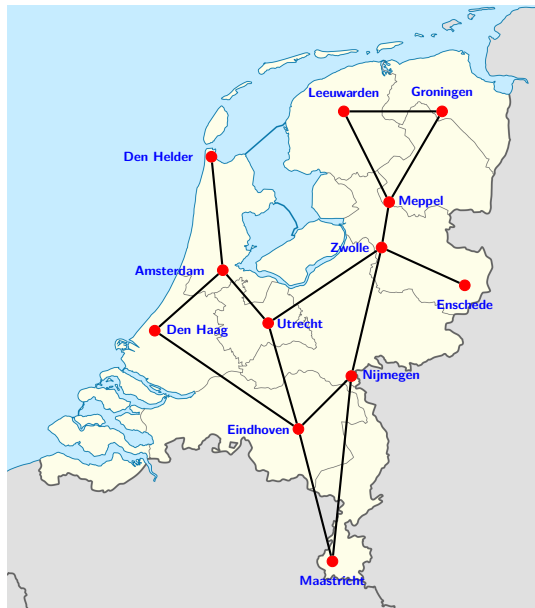 Leeuwarden
Groningen
Den Helder
Meppel
Zwolle
Amsterdam
Enschede
Utrecht
Den Haag
Nijmegen
Eindhoven
Maastricht